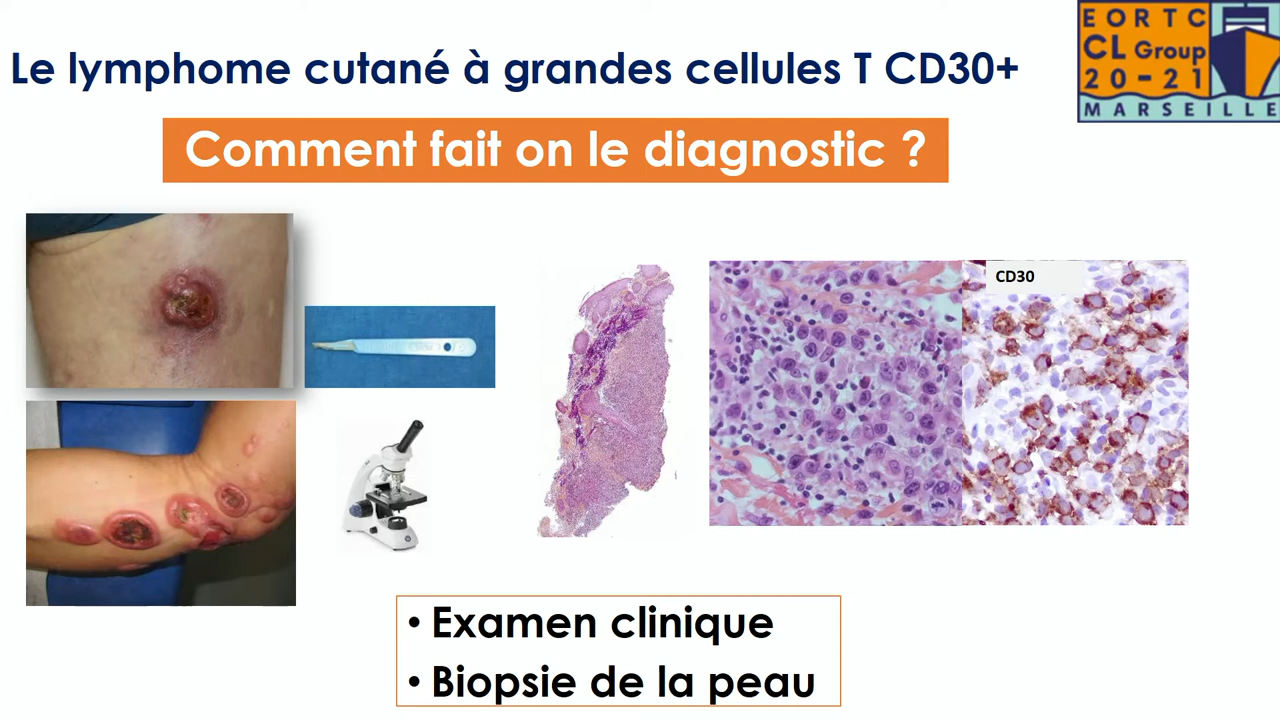 Le lymphome cutané à grandes cellules T CD30+
EORTC
CL Group
20-21
MARSEILLE
Comment fait on le diagnostic ?
CD30
• Examen clinique
• Biopsie de la peau